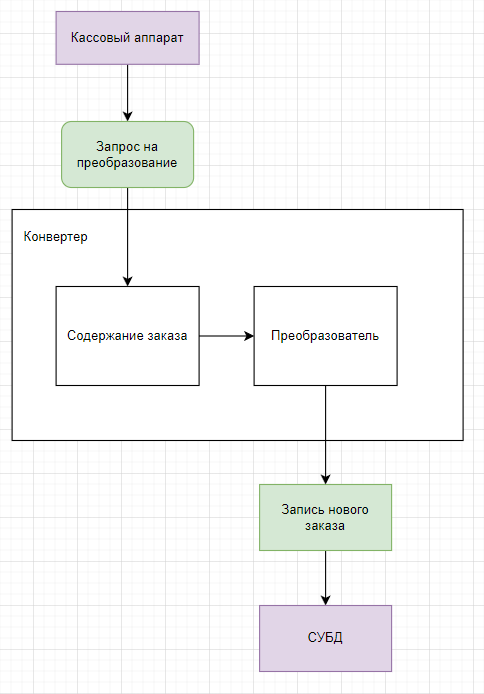 Кассовый аппарат
Запрос на
преобразование
Конвертер
Содержание заказа
Преобразователь
Запись нового
заказа
СУБД